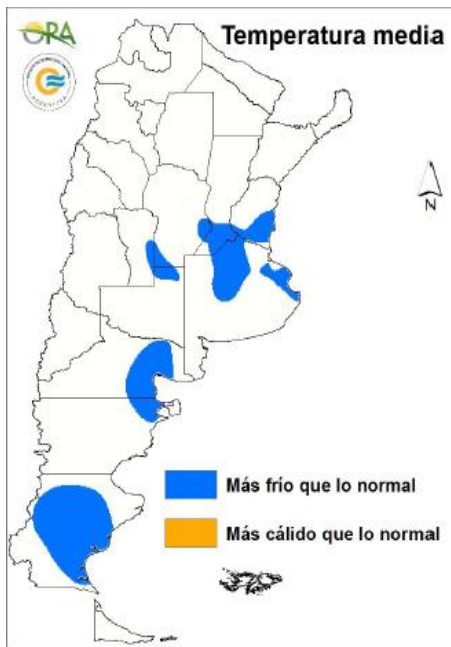 ORA
Temperatura media
N
Más frío que lo normal
Más cálido que lo normal